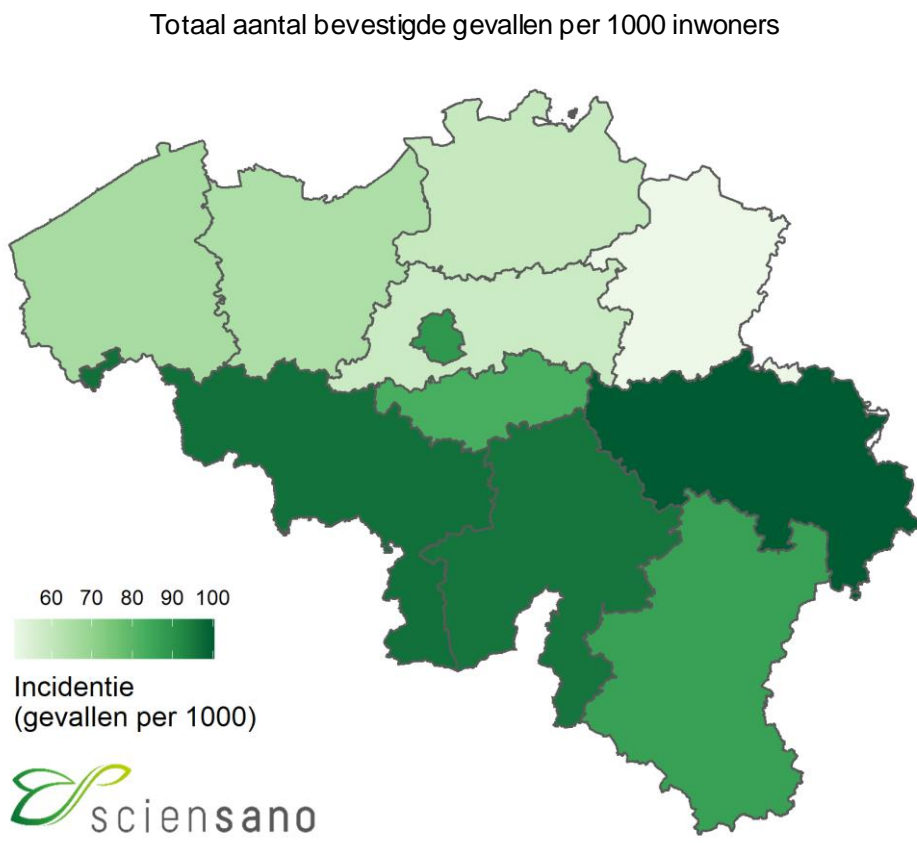 Totaal aantal bevestigde gevallen per 1000 inwoners
60 70 80 90 100
Incidentie
(gevallen per 1000)
sciensano